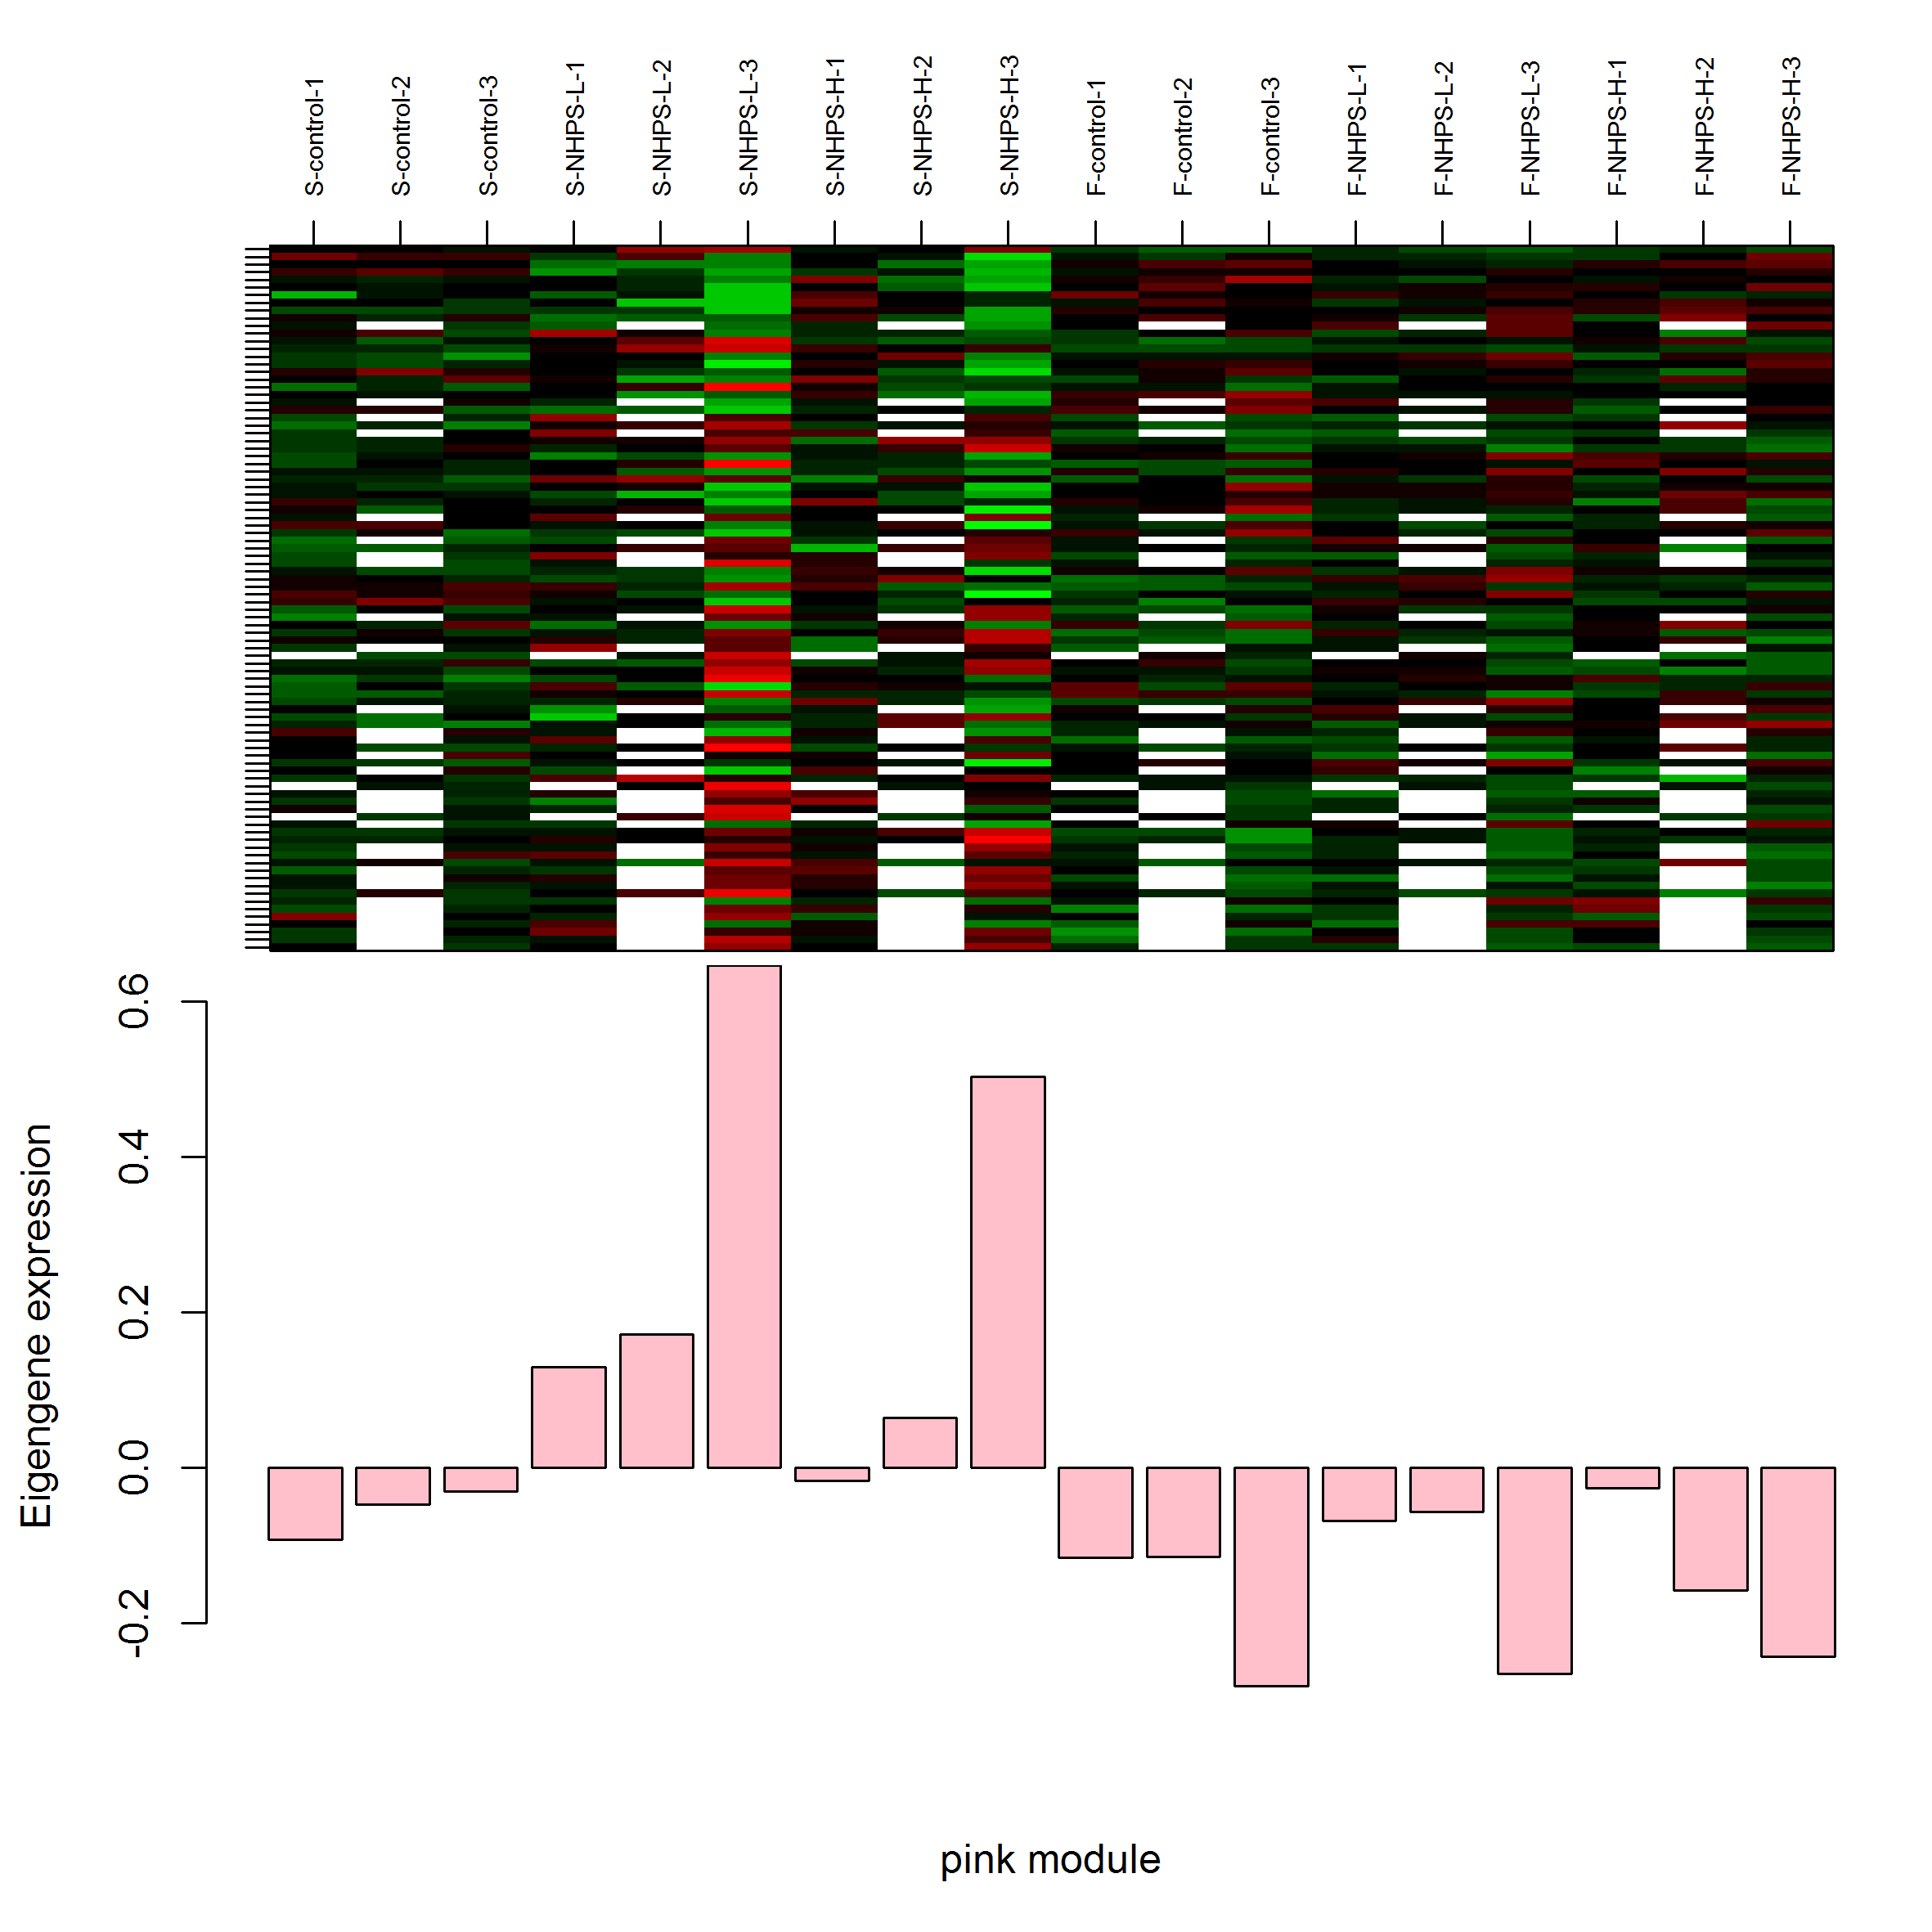 S-control-1
S-control-2
S-control-3
S-NHPS-L-1
S-NHPS-L-2
S-NHPS-L-3
S-NHPS-H-1
S-NHPS-H-2
S-NHPS-H-3
F-control-1
F-control-2
F-control-3
F-NHPS-L-1
F-NHPS-L-2
F-NHPS-L-3
F-NHPS-H-1
F-NHPS-H-2
F-NHPS-H-3
Eigengene expression
0.6
0.4
0.2
0.0
-0.2
pink module